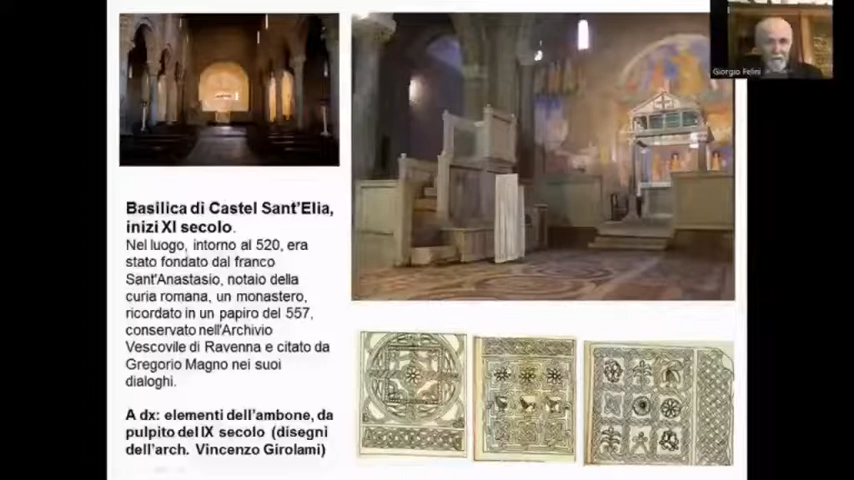 Giorgio Felini
Basilica di Castel Sant'Elia,
inizi XI secolo.
Nel luogo, intorno al 520, era
stato fondato dal franco
Sant'Anastasio, notaio della
curia romana, un monastero,
ricordato in un papiro del 557,
conservato nell'Archivio
Vescovile di Ravenna e citato da
Gregorio Magno nei suoi
dialoghi.
A dx: elementi dell'ambone, da
pulpito del IX secolo (disegni
dell'arch. Vincenzo Girolami)